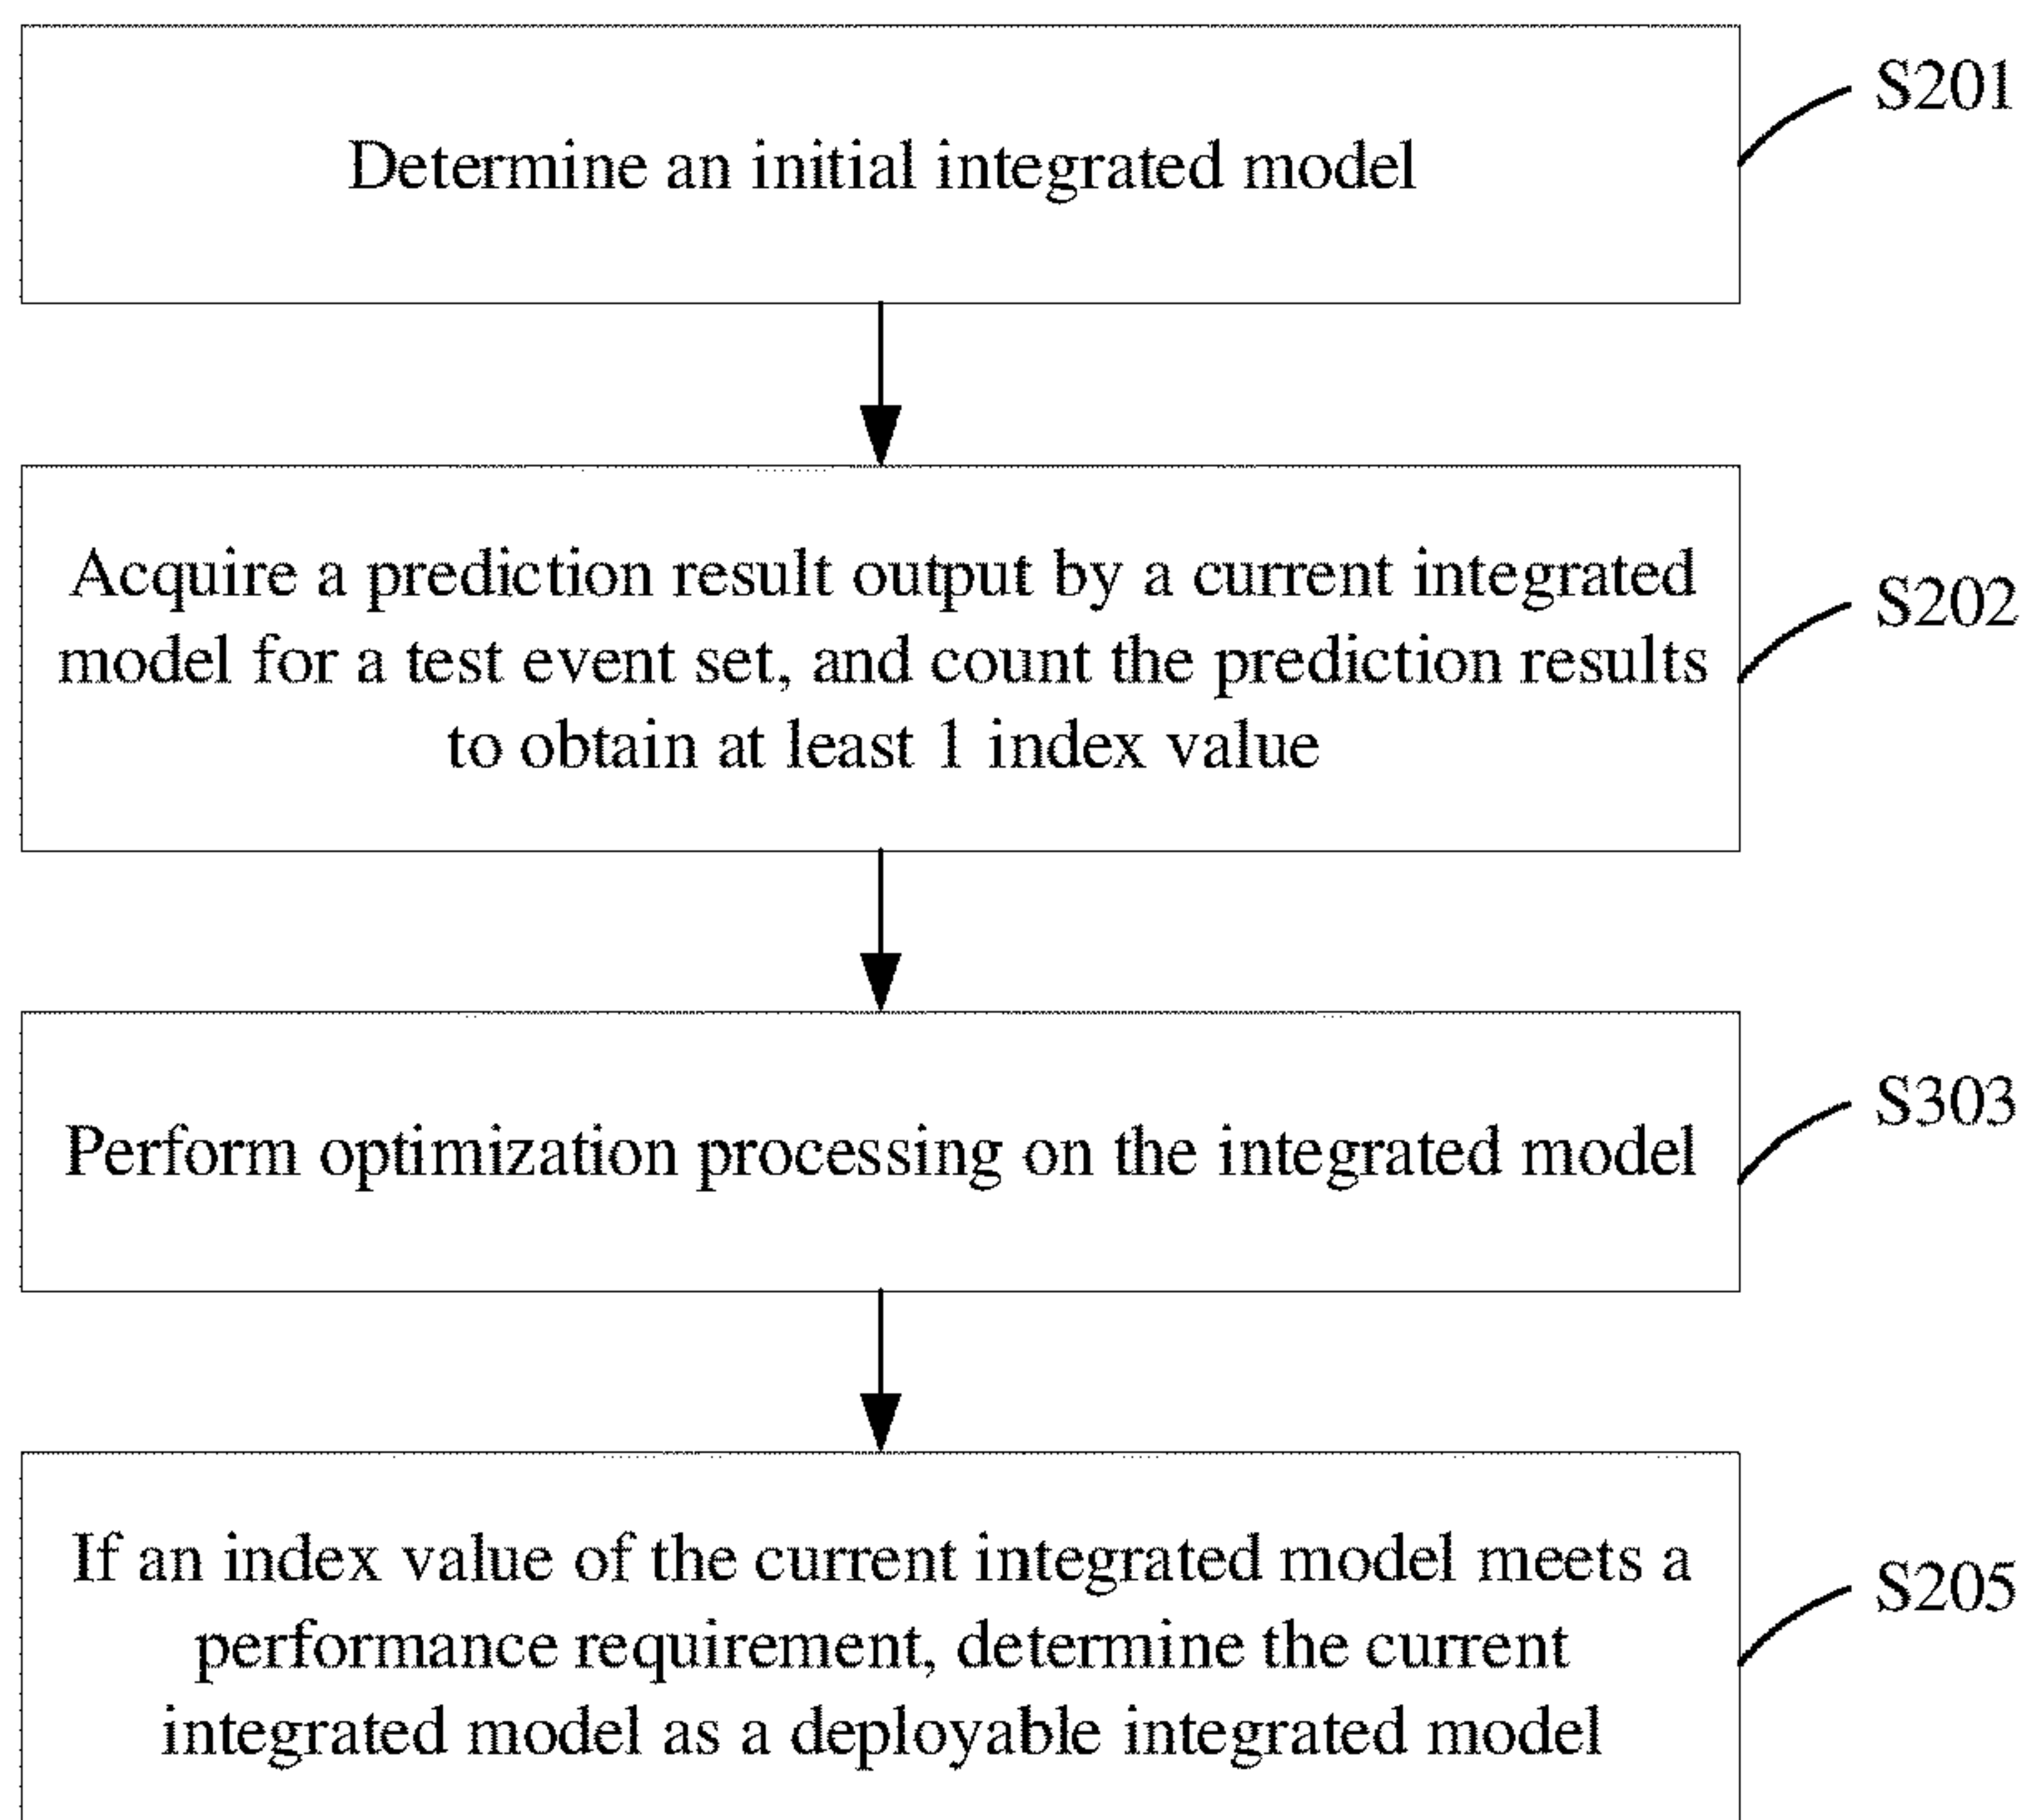 Determine an initial integrated model
S201
Acquire a prediction result output by a current integrated
model for a test event set, and count the prediction results
to obtain at least 1 index value
S202
Perform optimization processing on the integrated model
S303
If an index value of the current integrated model meets a
performance requirement, determine the current
integrated model as a deployable integrated model
S205